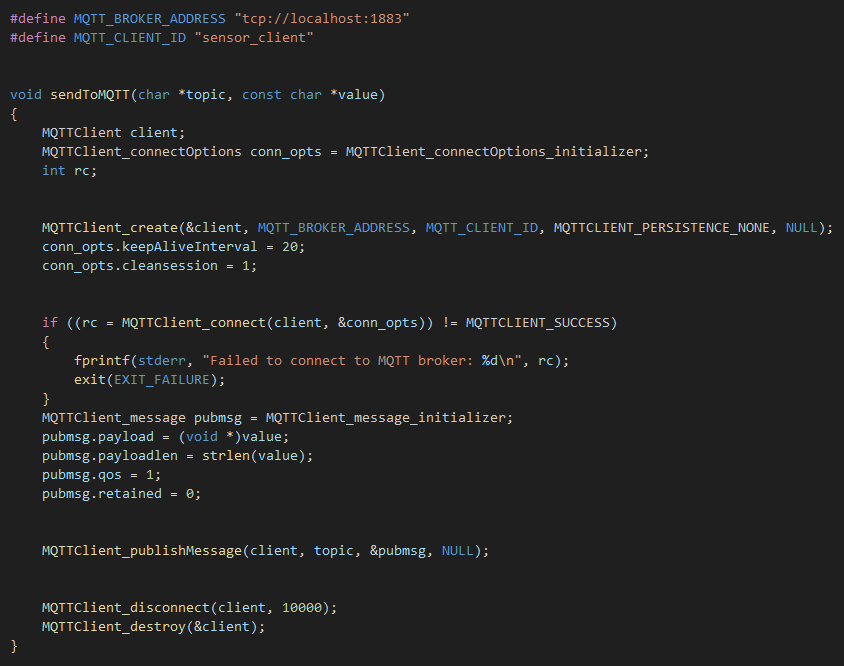 #define MQTT_BROKER_ADDRESS "tcp://localhost:1883"
#define MQTT_CLIENT_ID "sensor_client"
void sendToMQTT(char *topic, const char *value)
{
    MQTTClient client;
    MQTTClient_connectOptions conn_opts = MQTTClient_connectOptions_initializer;
    int rc;
    MQTTClient_create(&client, MQTT_BROKER_ADDRESS, MQTT_CLIENT_ID, MQTTCLIENT_PERSISTENCE_NONE, NULL);
    conn_opts.keepAliveInterval = 20;
    conn_opts.cleansession = 1;
    if ((rc = MQTTClient_connect(client, &conn_opts)) != MQTTCLIENT_SUCCESS)
    {
        fprintf(stderr, "Failed to connect to MQTT broker: %d\n", rc);
        exit(EXIT_FAILURE);
    }
    MQTTClient_message pubmsg = MQTTClient_message_initializer;
    pubmsg.payload = (void *)value;
    pubmsg.payloadlen = strlen(value);
    pubmsg.qos = 1;
    pubmsg.retained = 0;
    MQTTClient_publishMessage(client, topic, &pubmsg, NULL);
    MQTTClient_disconnect(client, 10000);
    MQTTClient_destroy(&client);
}